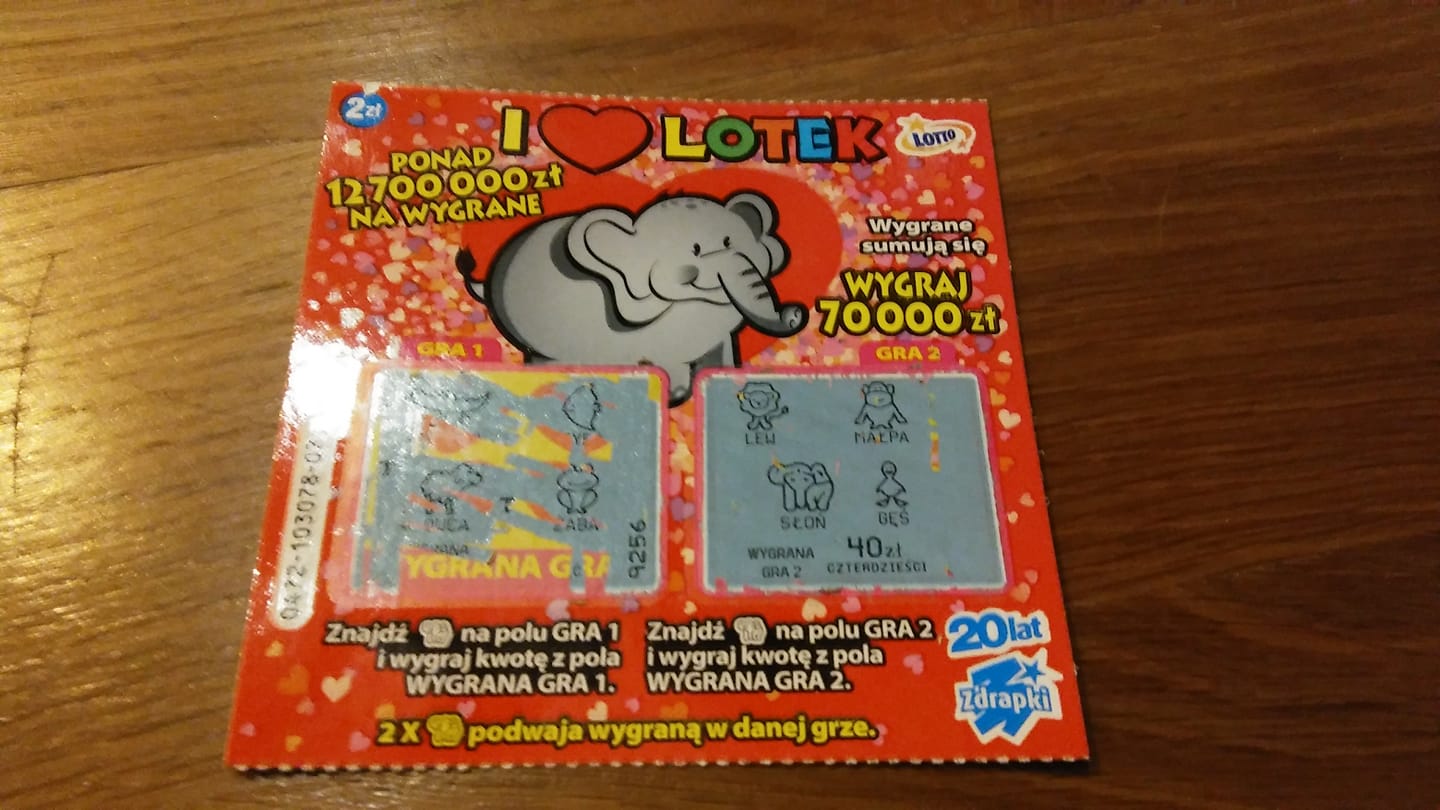 2zł
I LOTEK
LOTTO
PONAD
12 700 000 zł
NA WYGRANE
Wygrane
sumują się
WYGRAJ
70 000 zł
GRA 1
GRA 2
LEW
MAŁPA
SŁOŃ
GĘŚ
WYGRANA
GRA 2
40zł
CZTERDZIEŚCI
9256
Znajdź na polu GRA 1
i wygraj kwotę z pola
WYGRANA GRA 1.
Znajdź na polu GRA 2
i wygraj kwotę z pola
WYGRANA GRA 2.
2 X podwaja wygraną w danej grze.
20 lat
Zdrapki